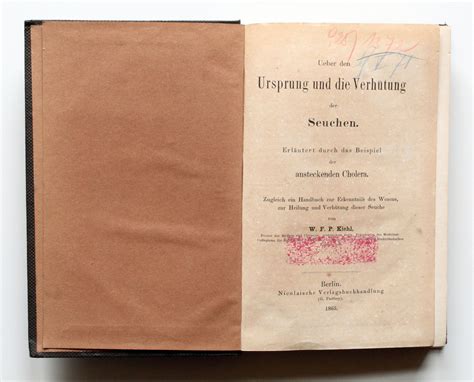 Ueber den
Ursprung und die Verhütung
der
Seuchen.
Erläutert durch das Beispiel
der
ansteckenden Cholera.
Zugleich ein Handbuch zur Erkenntniss des Wesens,
zur Heilung und Verhütung dieser Seuche
von
W. F. P. Kiehl,
Berlin.
Nicolaische Verlagsbuchhandlung
(G. Parthey).
1865.